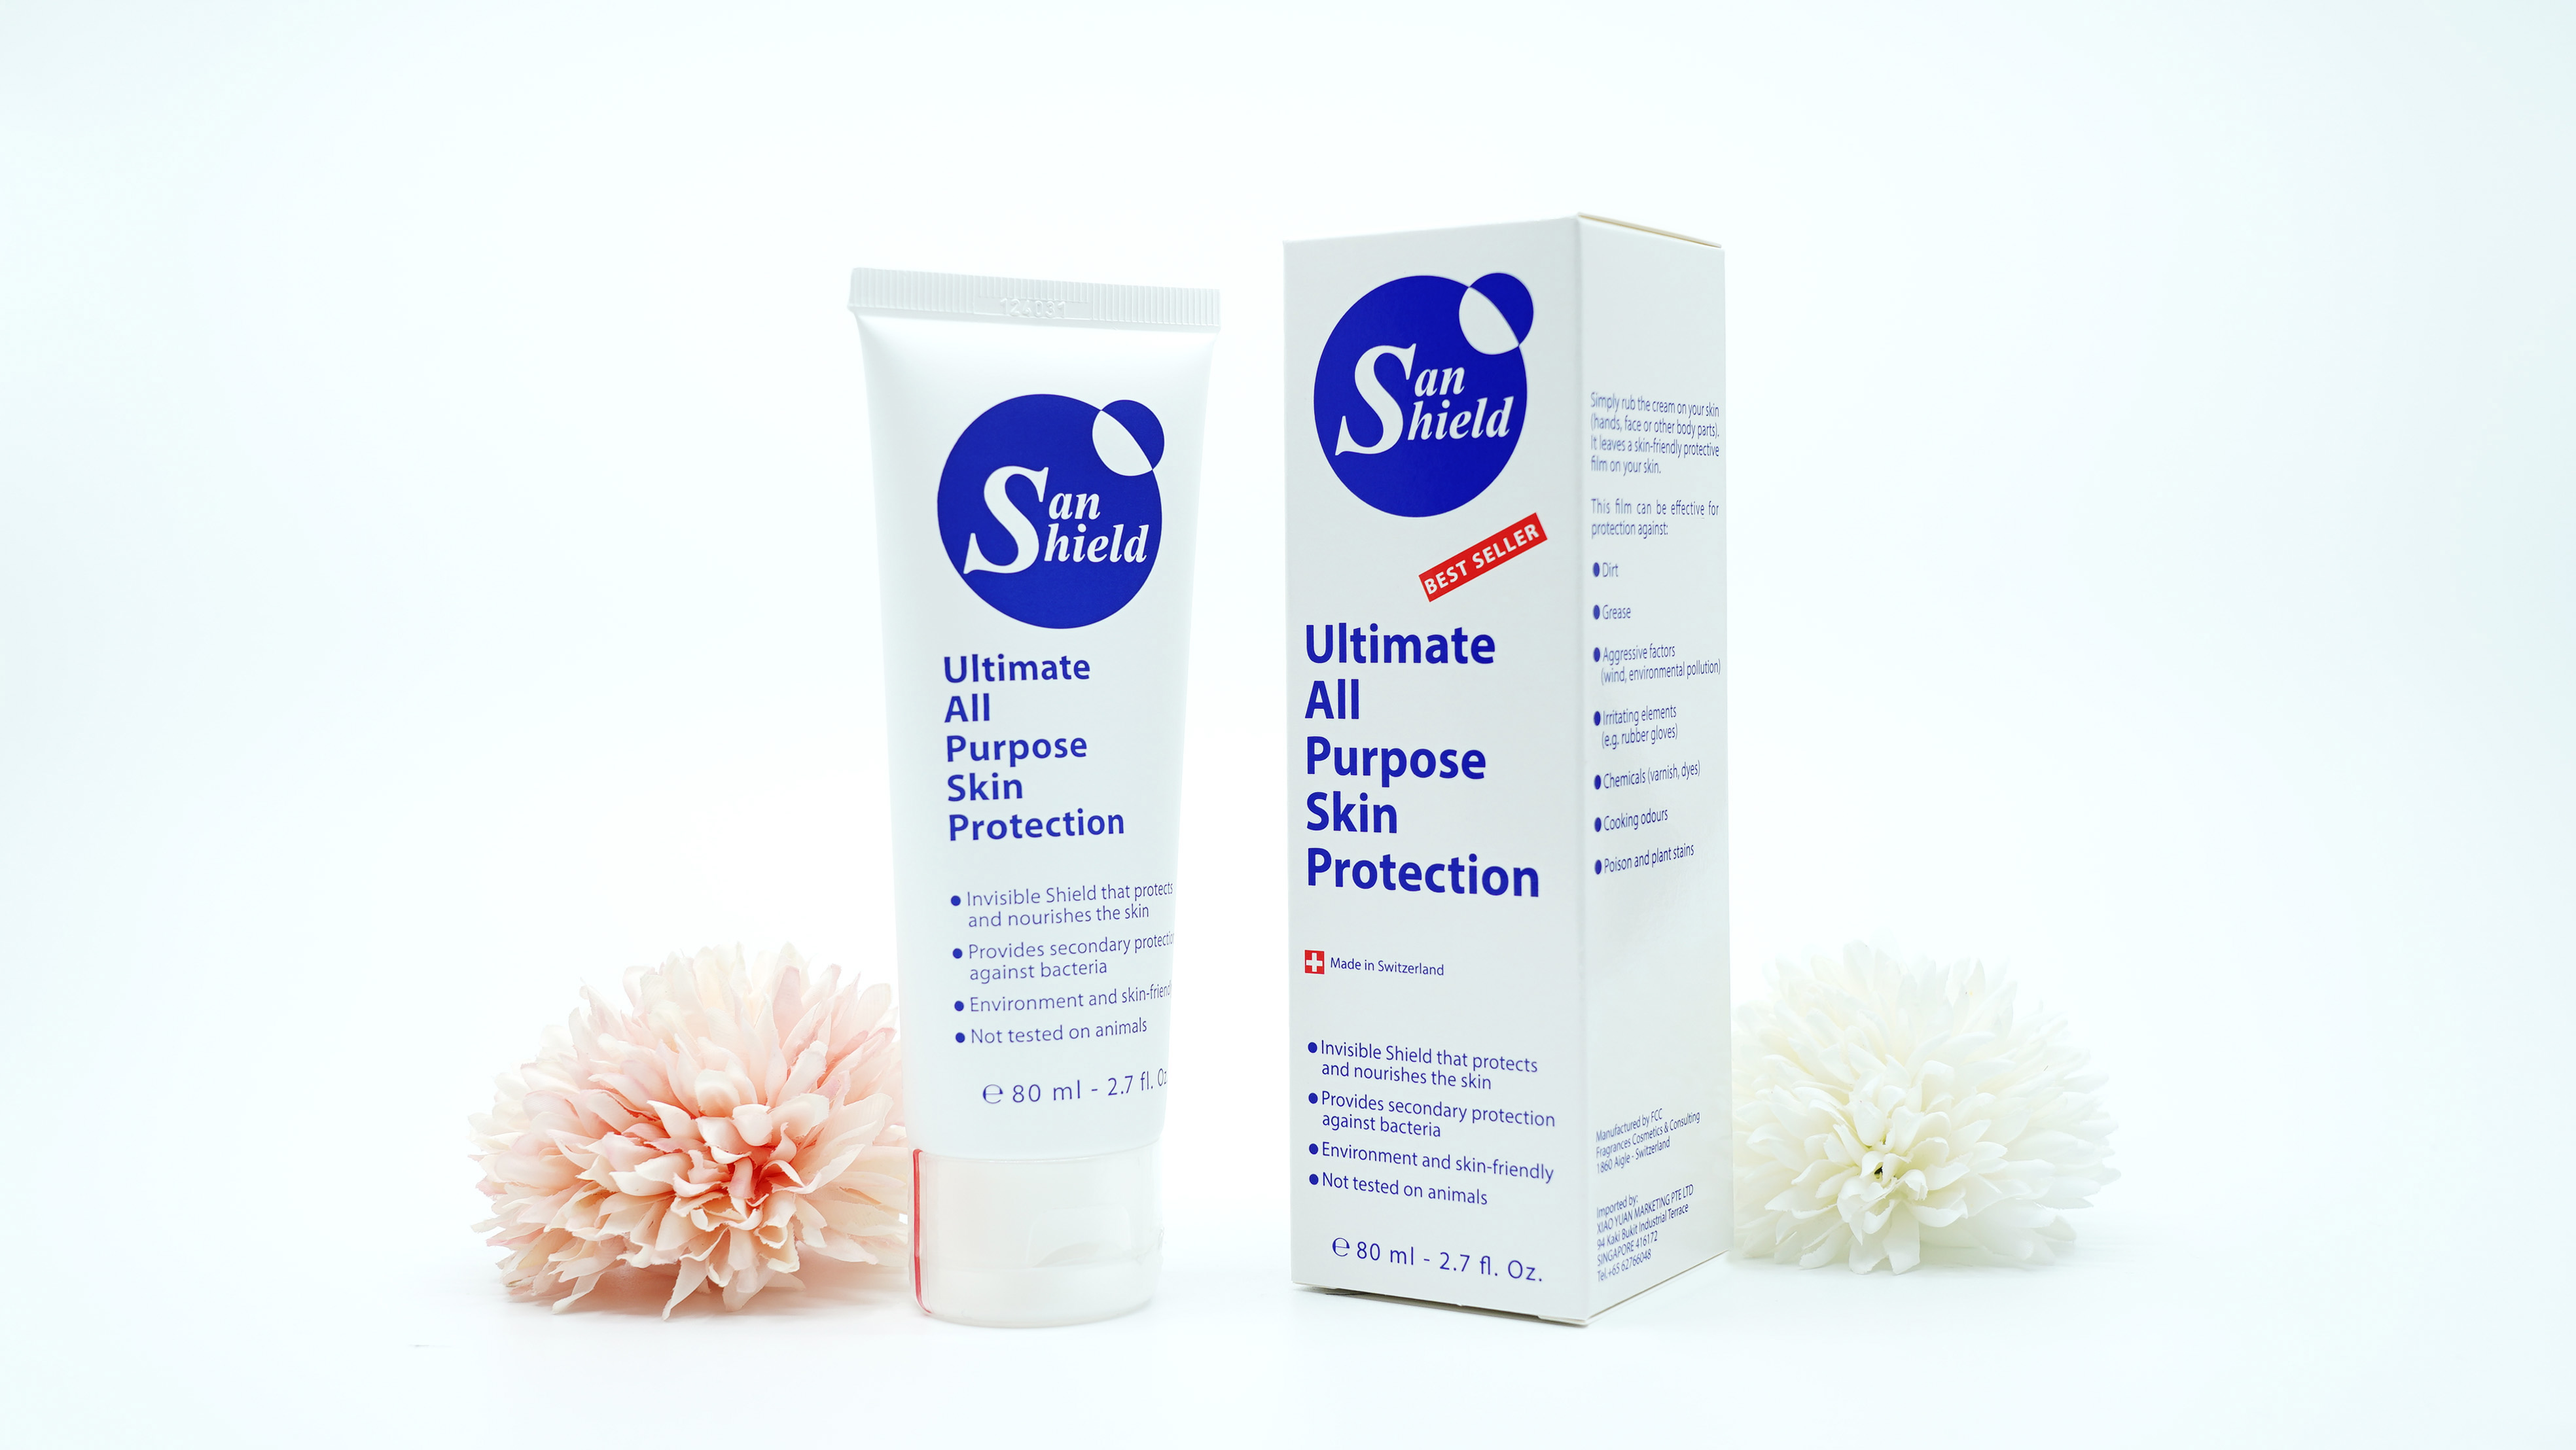 124031
San
Shield
Ultimate
All
Purpose
Skin
Protection
Invisible Shield that protects
and nourishes the skin
Provides secondary protectio
against bacteria
Environment and skin-friend
Not tested on animals
℮ 80 ml - 2.7 fl. Oz
San
Shield
BEST SELLER
Ultimate
All
Purpose
Skin
Protection
Made in Switzerland
Invisible Shield that protects
and nourishes the skin
Provides secondary protection
against bacteria
Environment and skin-friendly
Not tested on animals
℮ 80 ml - 2.7 fl. Oz.
Simply rub the cream on your skin
(hands, face or other body parts).
It leaves a skin-friendly protective
film on your skin.
This film can be effective for
protection against:
Dirt
Grease
Aggressive factors
(wind, environmental pollution)
Irritating elements
(e.g. rubber gloves)
Chemicals (varnish, dyes)
Cooking odours
Poison and plant stains
Manufactured by FCC
Fragrances Cosmetics & Consulting
1860 Aigle - Switzerland
Imported by:
XIAO YUAN MARKETING PTE LTD
94 Kaki Bukit Industrial Terrace
SINGAPORE 416172
Tel.+65 62766048